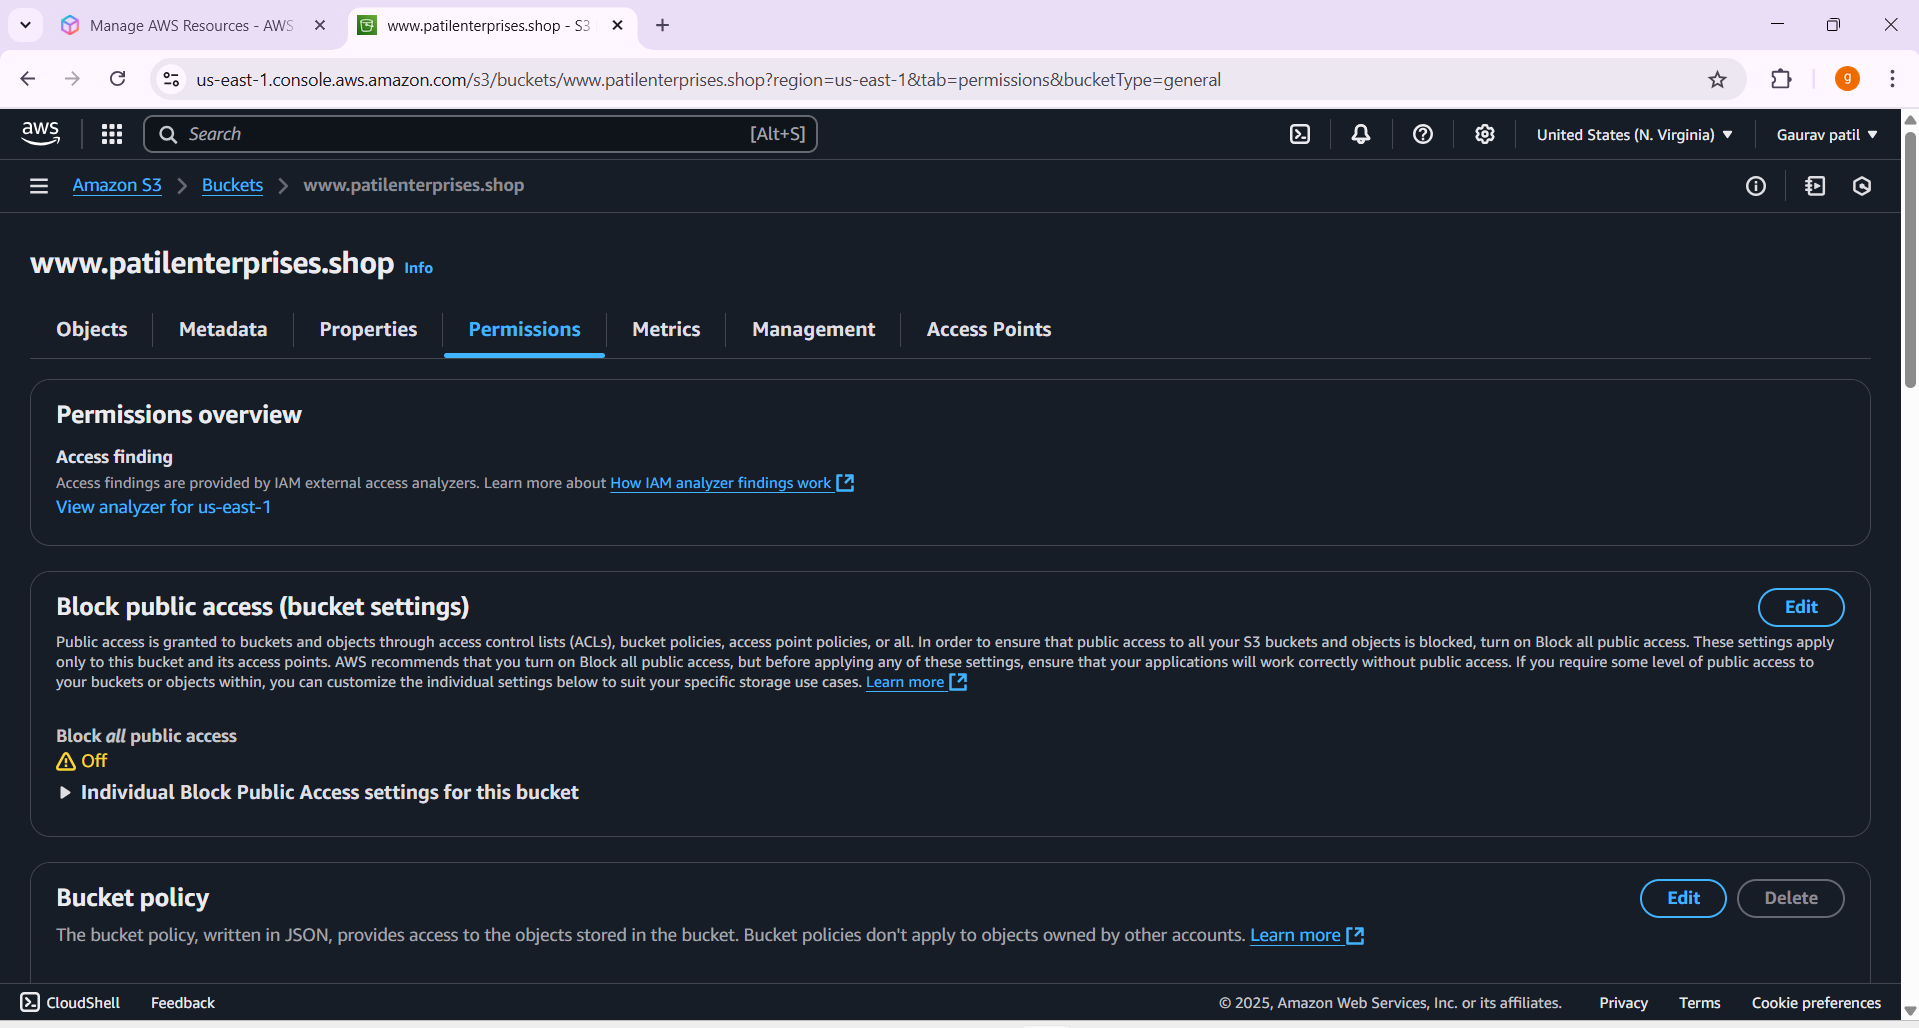 Manage AWS Resources - AWS
www.patilenterprises.shop - S3
us-east-1.console.aws.amazon.com/s3/buckets/www.patilenterprises.shop?region=us-east-1&tab=permissions&bucketType=general
g
aws
Search
[Alt+S]
United States (N. Virginia)
Gaurav patil
Amazon S3
Buckets
www.patilenterprises.shop
www.patilenterprises.shop Info
Objects
Metadata
Properties
Permissions
Metrics
Management
Access Points
Permissions overview
Access finding
Access findings are provided by IAM external access analyzers. Learn more about How IAM analyzer findings work
View analyzer for us-east-1
Block public access (bucket settings)
Edit
Public access is granted to buckets and objects through access control lists (ACLs), bucket policies, access point policies, or all. In order to ensure that public access to all your S3 buckets and objects is blocked, turn on Block all public access. These settings apply
only to this bucket and its access points. AWS recommends that you turn on Block all public access, but before applying any of these settings, ensure that your applications will work correctly without public access. If you require some level of public access to
your buckets or objects within, you can customize the individual settings below to suit your specific storage use cases. Learn more
Block all public access
Off
Individual Block Public Access settings for this bucket
Bucket policy
Edit
Delete
The bucket policy, written in JSON, provides access to the objects stored in the bucket. Bucket policies don't apply to objects owned by other accounts. Learn more
CloudShell
Feedback
© 2025, Amazon Web Services, Inc. or its affiliates.
Privacy
Terms
Cookie preferences